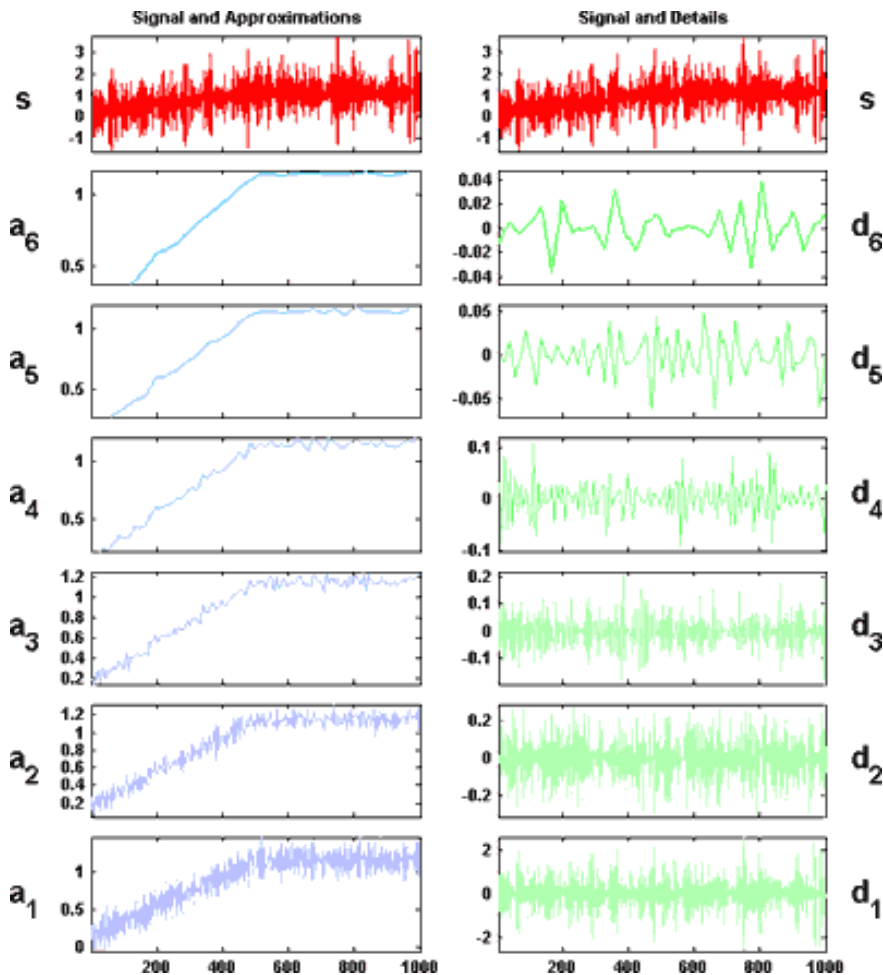 Signal and Approximations Signal and Details
s 3 2 1 0 -1 3 2 1 0 -1 s
a6 1 0.5 0.04 0.02 0 -0.02 -0.04 d6
a5 1 0.5 0.05 0 -0.05 d5
a4 1 0.5 0.1 0 -0.1 d4
a3 1.2 1 0.8 0.6 0.4 0.2 0.2 0.1 0 -0.1 d3
a2 1.2 1 0.8 0.6 0.4 0.2 0.2 0 -0.2 d2
a1 1 0.5 0 2 0 -2 d1
200 400 600 800 1000 200 400 600 800 1000